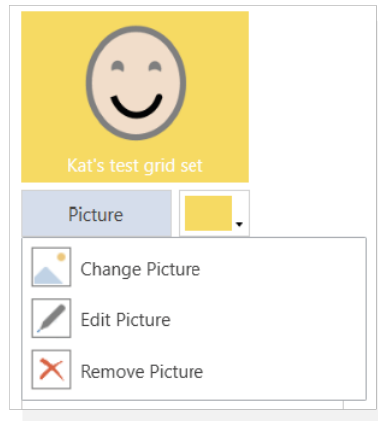 Kat's test grid set
Picture
Change Picture
Edit Picture
Remove Picture